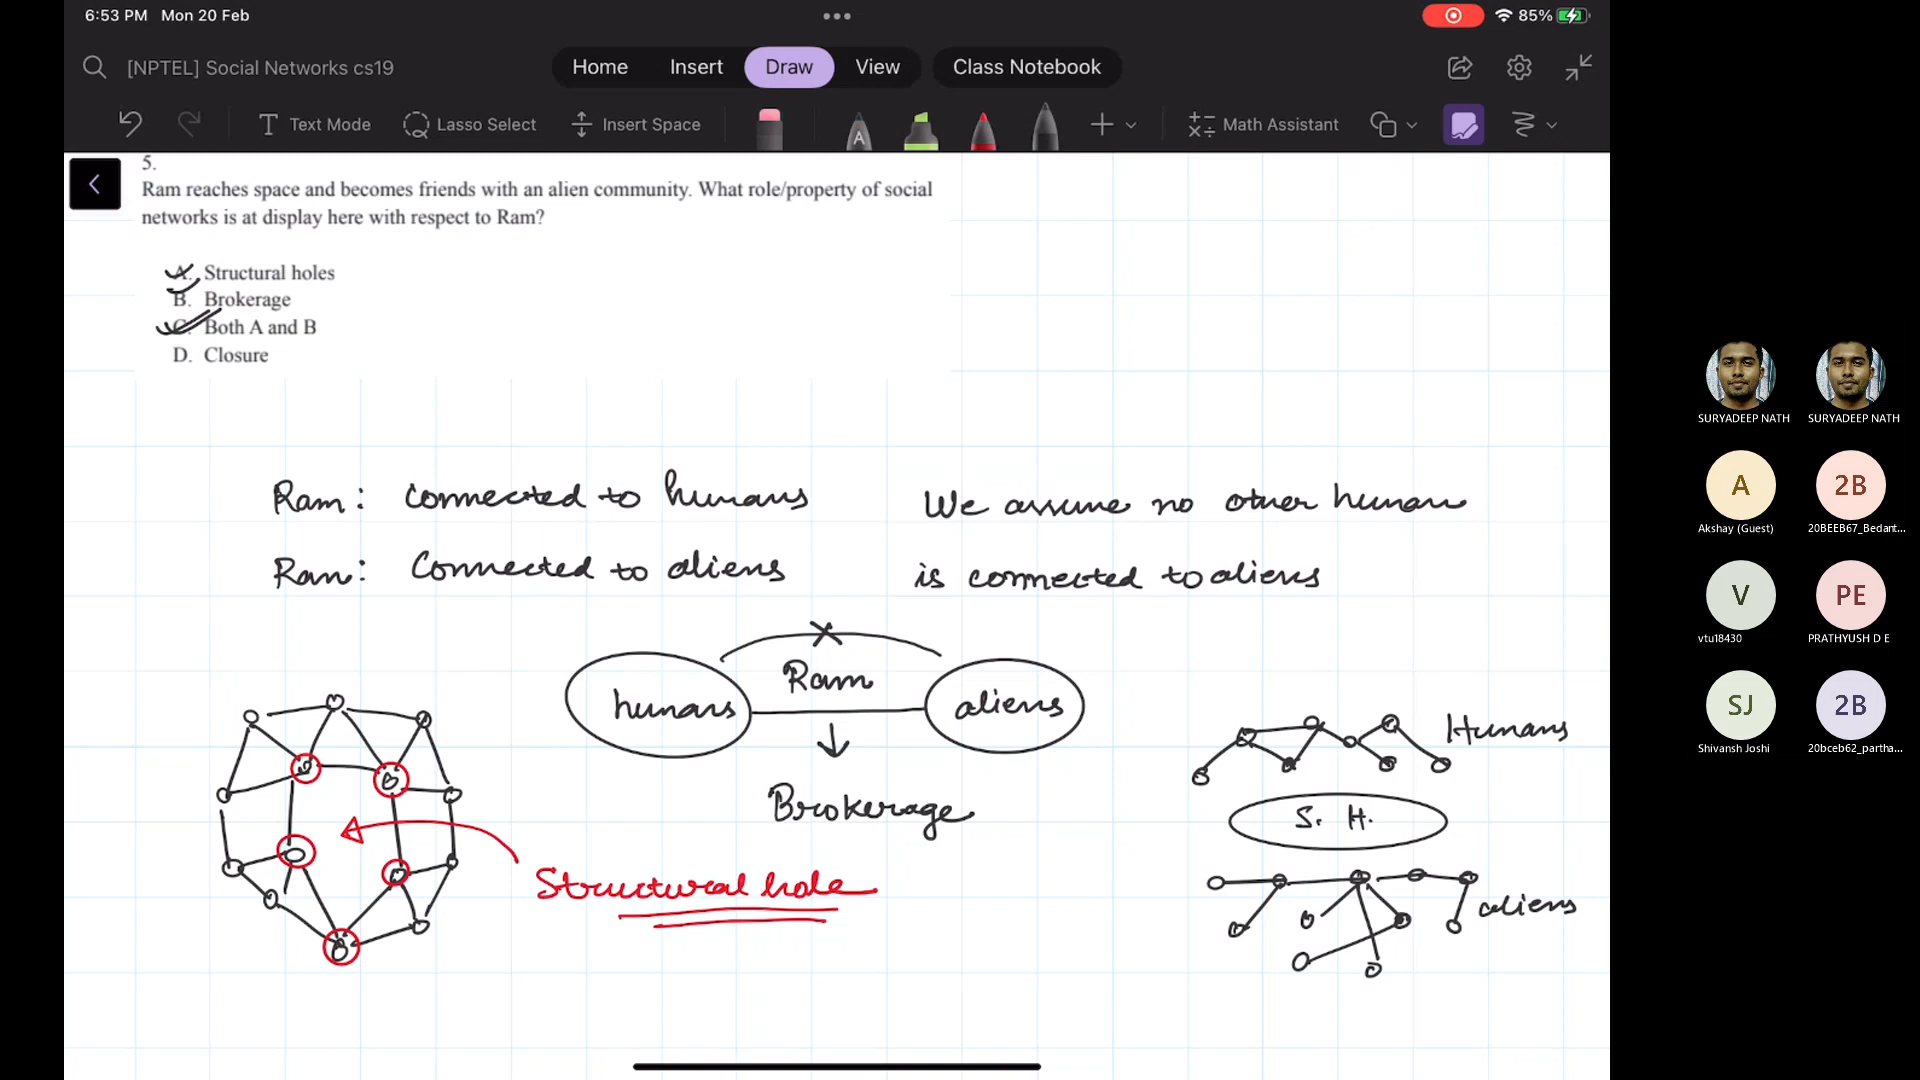 6:53 PM Mon 20 Feb
85%
[NPTEL] Social Networks cs19
Home Insert Draw View Class Notebook
Text Mode Lasso Select Insert Space A Math Assistant
5.
Ram reaches space and becomes friends with an alien community. What role/property of social
networks is at display here with respect to Ram?
A. Structural holes
B. Brokerage
C. Both A and B
D. Closure
Ram: connected to humans
Ram: Connected to aliens
We assume no other human
is connected to aliens
humans Ram aliens
Brokerage
Structural hole
Humans
S. H.
aliens
SURYADEEP NATH SURYADEEP NATH
A 2B
Akshay (Guest) 20BEEB67_Bedant...
V PE
vtu18430 PRATHYUSH D E
SJ 2B
Shivansh Joshi 20bceb62_partha...